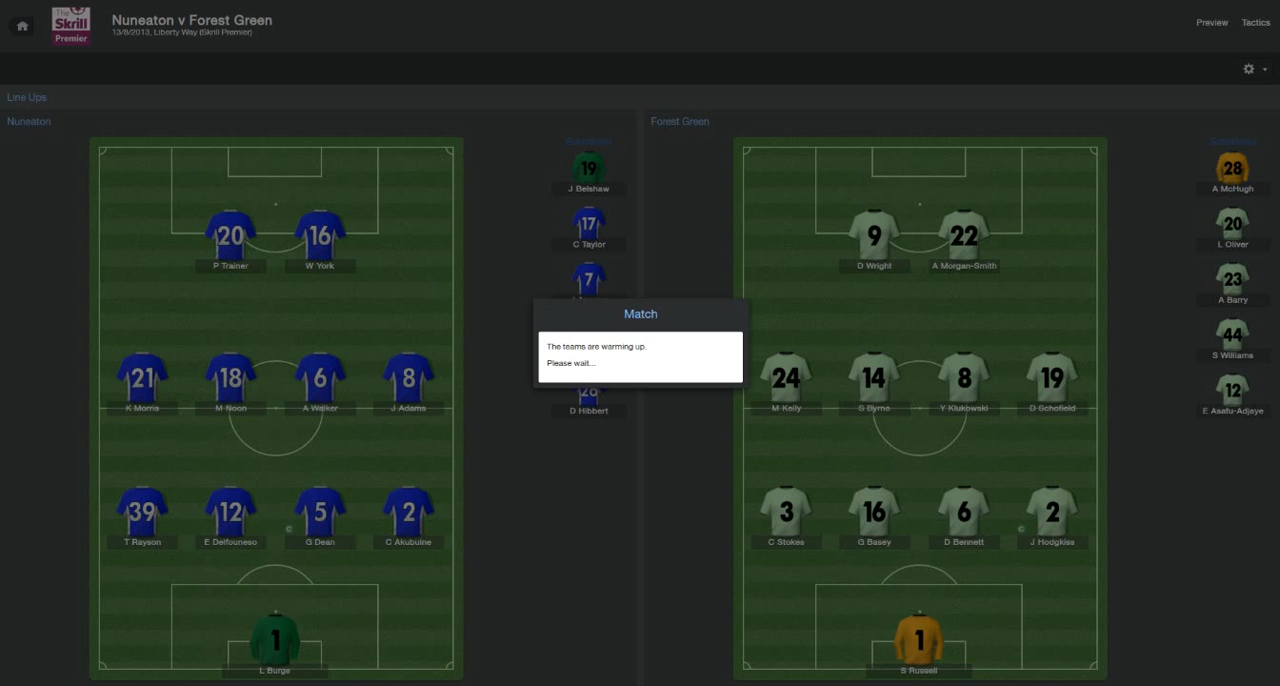 The
Skrill
Premier
Nuneaton v Forest Green
13/8/2013, Liberty Way (Skrill Premier)
Preview
Tactics
Line Ups
Nuneaton
Forest Green
20
P Trainer
16
W York
21
K Morris
18
M Noon
6
A Walker
8
J Adams
39
T Rayson
12
E Delfouneso
5
G Dean
C
2
C Akubuine
1
L Burge
19
J Belshaw
17
C Taylor
7
D Hibbert
Match
The teams are warming up.
Please wait...
9
D Wright
22
A Morgan-Smith
24
M Kelly
14
S Byrne
8
Y Klukowski
19
D Schofield
3
C Stokes
16
G Basey
6
D Bennett
C
2
J Hodgkiss
1
S Russell
28
A McHugh
20
L Oliver
23
A Barry
44
S Williams
12
E Asafu-Adjaye